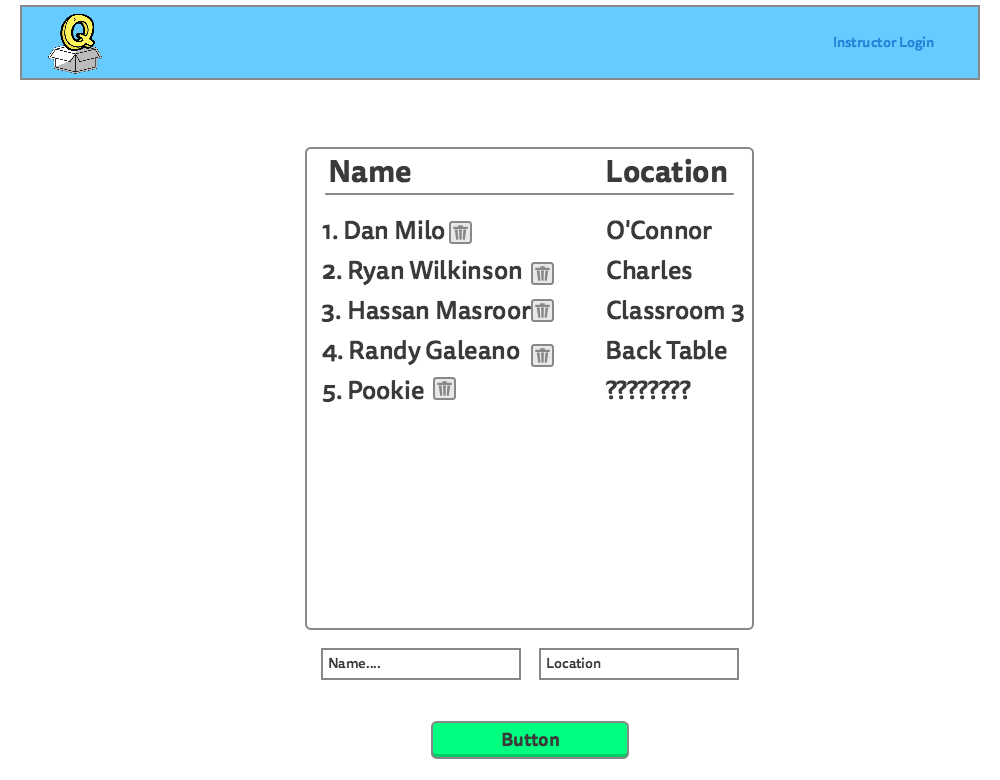 Q
Instructor Login
Name Location
1. Dan Milo O'Connor
2. Ryan Wilkinson Charles
3. Hassan Masroor Classroom 3
4. Randy Galeano Back Table
5. Pookie ????????
Name.... Location
Button